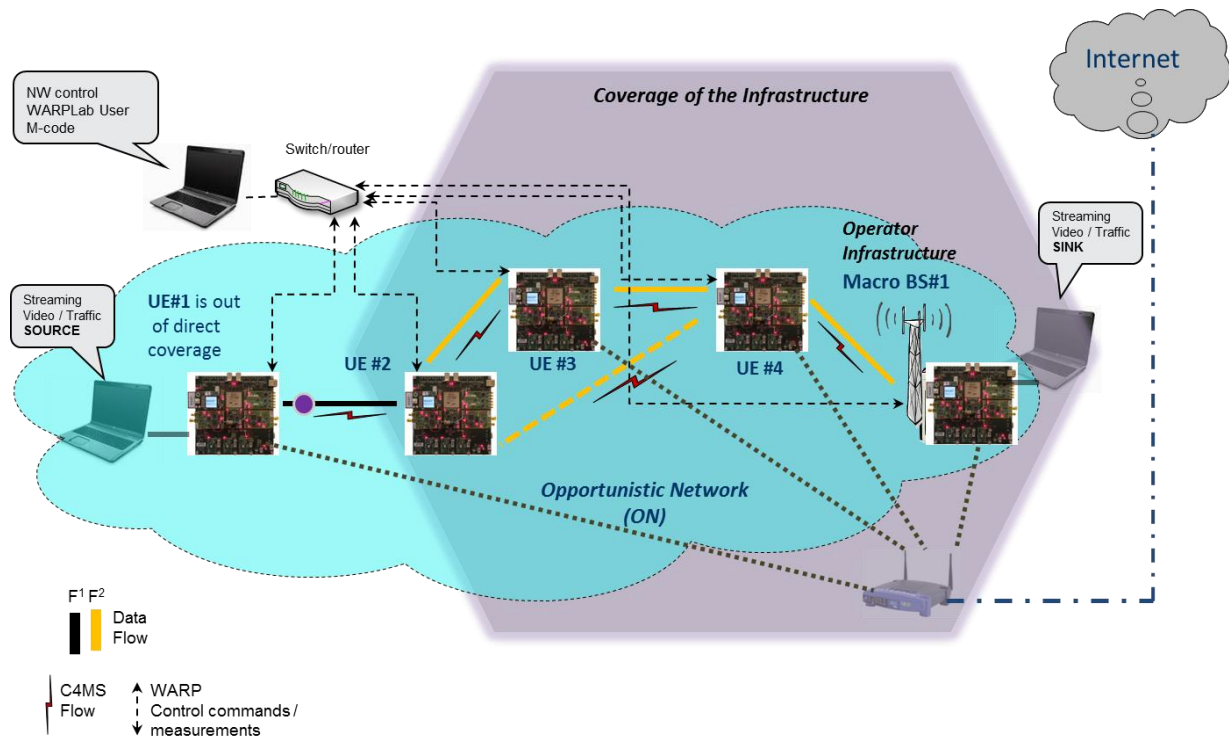 Internet
Coverage of the Infrastructure
NW control
WARPLab User
M-code
Switch/router
Streaming
Video / Traffic
SINK
Operator
Infrastructure
Macro BS#1
Streaming
Video / Traffic
SOURCE
UE#1 is out
of direct
coverage
UE #2
UE #3
UE #4
Opportunistic Network
(ON)
F1 F2
Data
Flow
C4MS
Flow
WARP
Control commands /
measurements